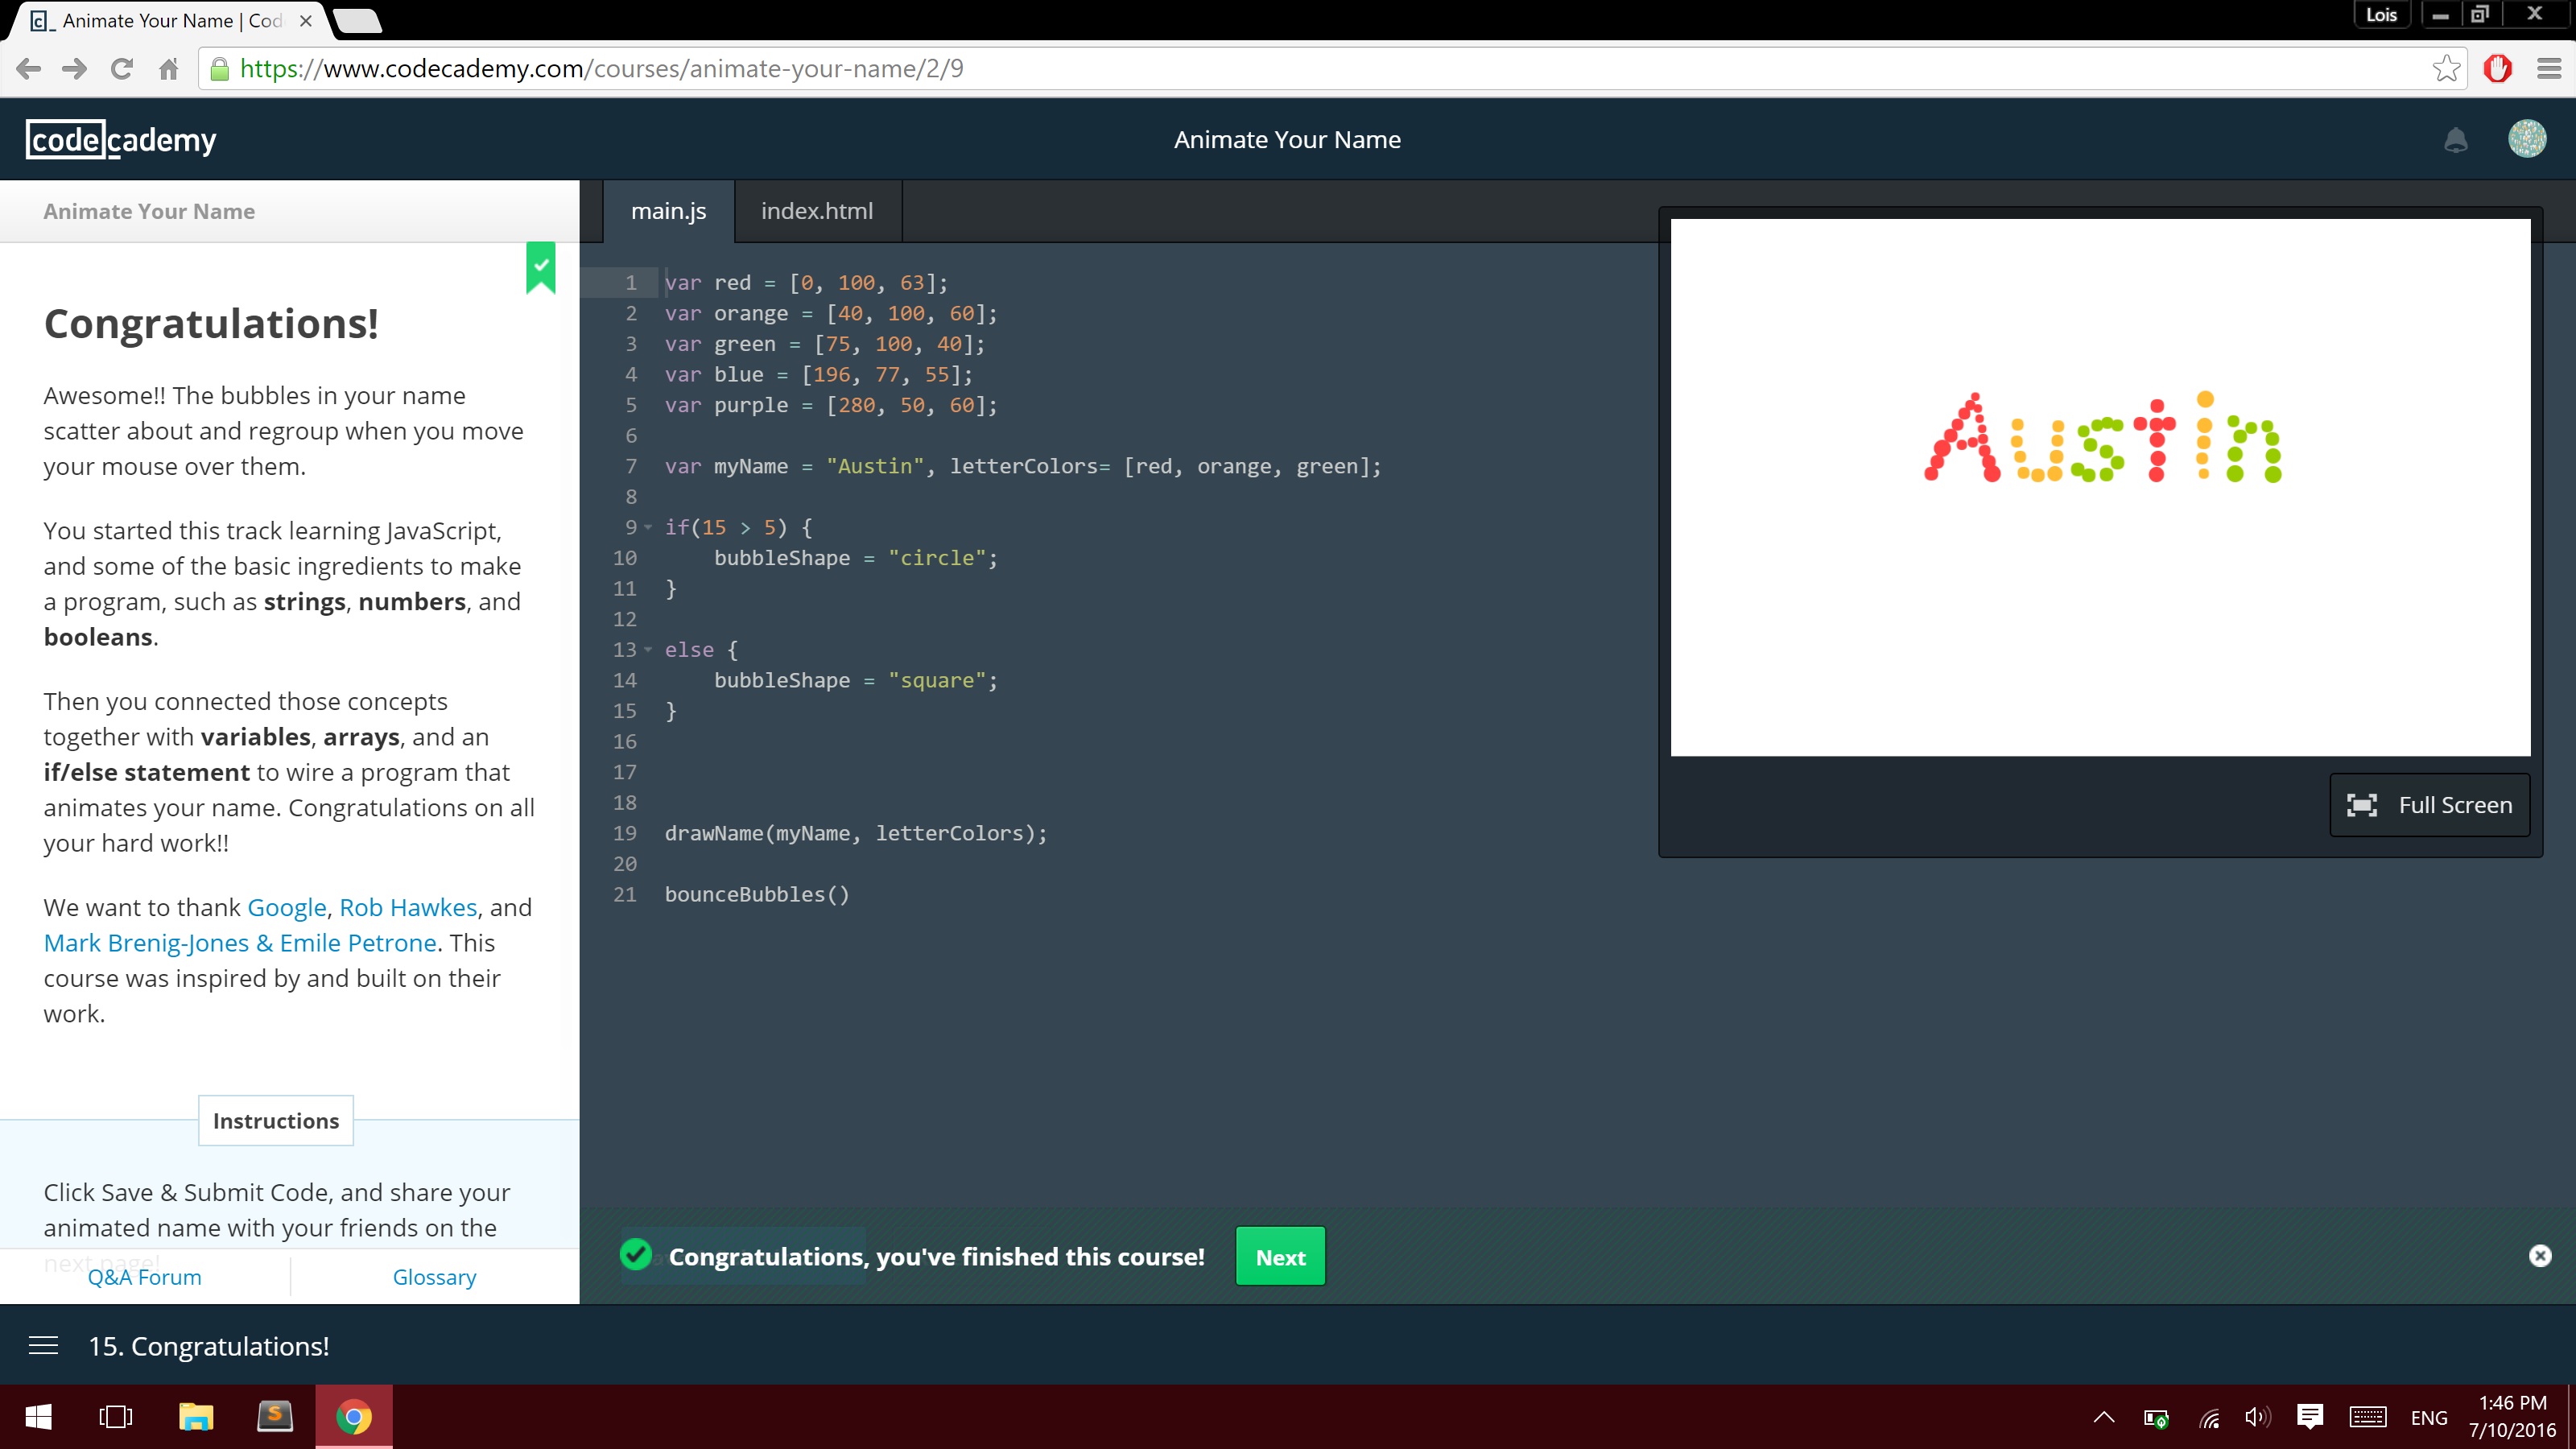 Animate Your Name | Cod
Lois
https://www.codecademy.com/courses/animate-your-name/2/9
codecademy
Animate Your Name
Animate Your Name
Congratulations!
Awesome!! The bubbles in your name
scatter about and regroup when you move
your mouse over them.
You started this track learning JavaScript,
and some of the basic ingredients to make
a program, such as strings, numbers, and
booleans.
Then you connected those concepts
together with variables, arrays, and an
if/else statement to wire a program that
animates your name. Congratulations on all
your hard work!!
We want to thank Google, Rob Hawkes, and
Mark Brenig-Jones & Emile Petrone. This
course was inspired by and built on their
work.
Instructions
Click Save & Submit Code, and share your
animated name with your friends on the
next page!
Q&A Forum
Glossary
main.js
index.html
1 var red = [0, 100, 63];
2 var orange = [40, 100, 60];
3 var green = [75, 100, 40];
4 var blue = [196, 77, 55];
5 var purple = [280, 50, 60];
6
7 var myName = "Austin", letterColors= [red, orange, green];
8
9 if(15 > 5) {
10 bubbleShape = "circle";
11 }
12
13 else {
14 bubbleShape = "square";
15 }
16
17
18
19 drawName(myName, letterColors);
20
21 bounceBubbles()
Austin
Full Screen
Congratulations, you've finished this course!
Next
15. Congratulations!
ENG
1:46 PM
7/10/2016